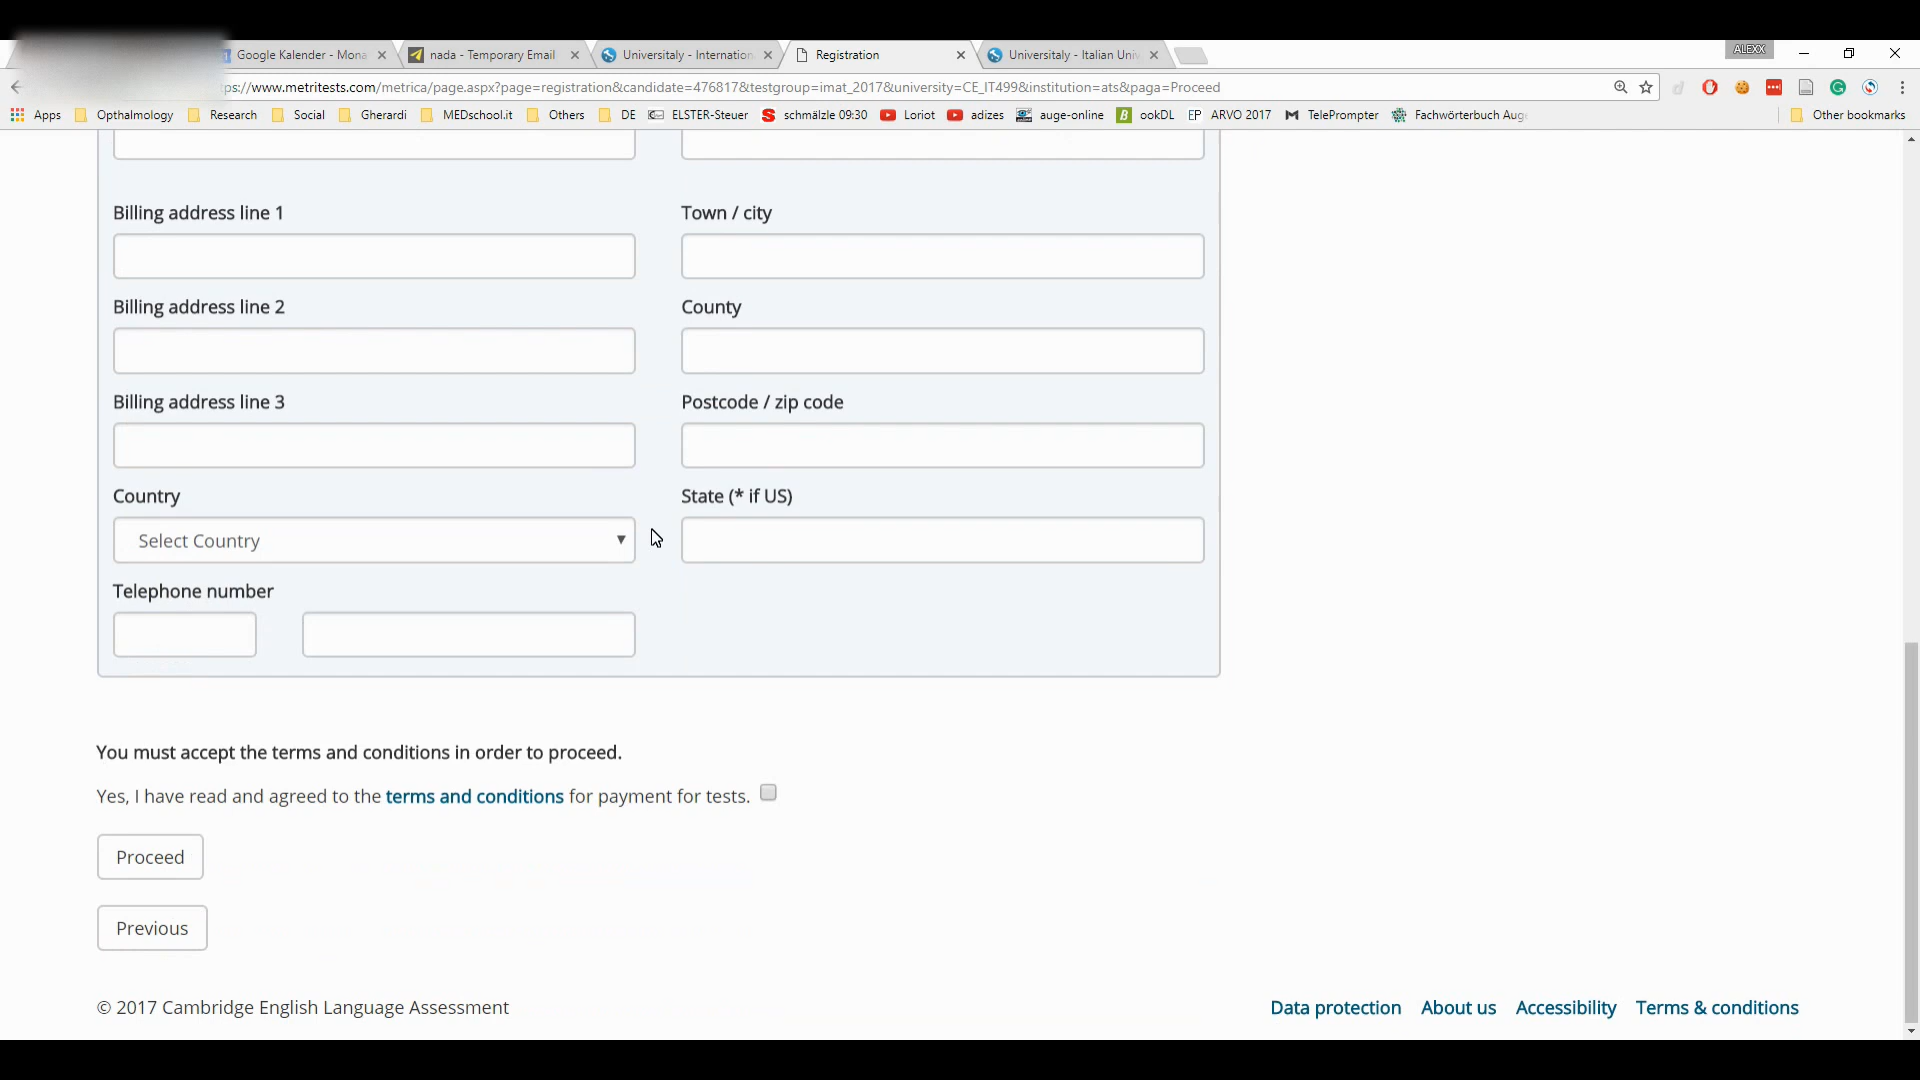 Google Kalender - Mona
nada - Temporary Email
Universitaly - Internation
Registration
Universitaly - Italian Uni
ALEXX
ps://www.metritests.com/metrica/page.aspx?page=registration&candidate=476817&testgroup=imat_2017&university=CE_IT499&institution=ats&paga=Proceed
Apps Opthalmology Research Social Gherardi MEDschool.it Others DE ELSTER-Steuer schmälzle 09:30 Loriot adizes auge-online ookDL EP ARVO 2017 TelePrompter Fachwörterbuch Auge Other bookmarks
Billing address line 1
Town / city
Billing address line 2
County
Billing address line 3
Postcode / zip code
Country
State (* if US)
Select Country
Telephone number
You must accept the terms and conditions in order to proceed.
Yes, I have read and agreed to the terms and conditions for payment for tests.
Proceed
Previous
© 2017 Cambridge English Language Assessment
Data protection About us Accessibility Terms & conditions